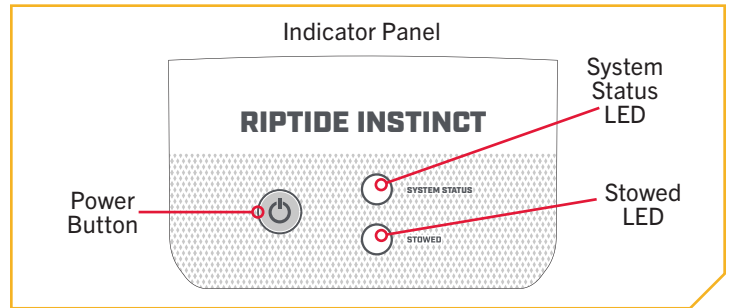 Indicator Panel
System
Status
LED
RIPTIDE INSTINCT
SYSTEM STATUS
Power
Button
Stowed
LED
STOWED